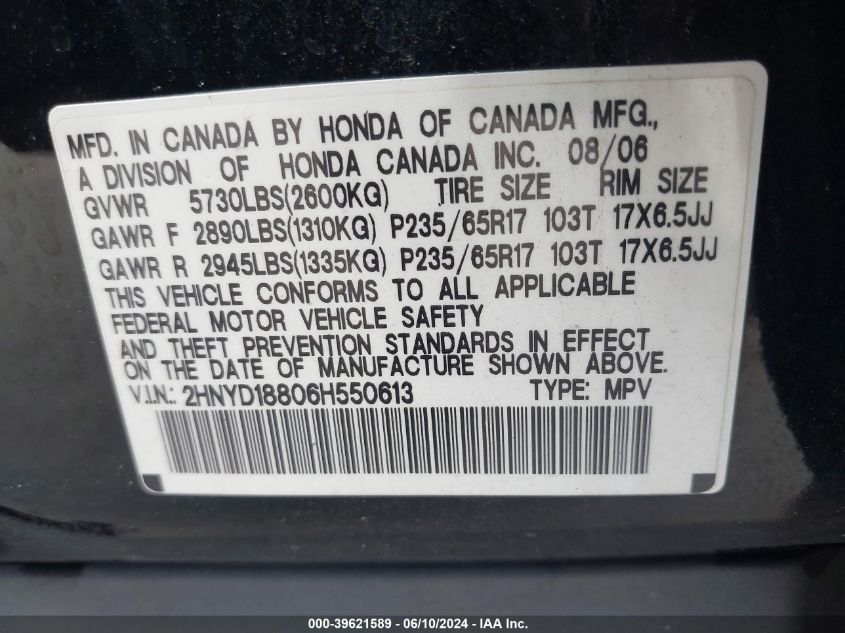 MFD. IN CANADA BY HONDA OF CANADA MFG.,
A DIVISION OF HONDA CANADA INC. 08/06
GVWR 5730LBS(2600KG) TIRE SIZE RIM SIZE
GAWR F 2890LBS(1310KG) P235/65R17 103T 17X6.5JJ
GAWR R 2945LBS(1335KG) P235/65R17 103T 17X6.5JJ
THIS VEHICLE CONFORMS TO ALL APPLICABLE
FEDERAL MOTOR VEHICLE SAFETY
AND THEFT PREVENTION STANDARDS IN EFFECT
ON THE DATE OF MANUFACTURE SHOWN ABOVE.
V.I.N.: 2HNYD18806H550613 TYPE: MPV
000-39621589 - 06/10/2024 - IAA Inc.